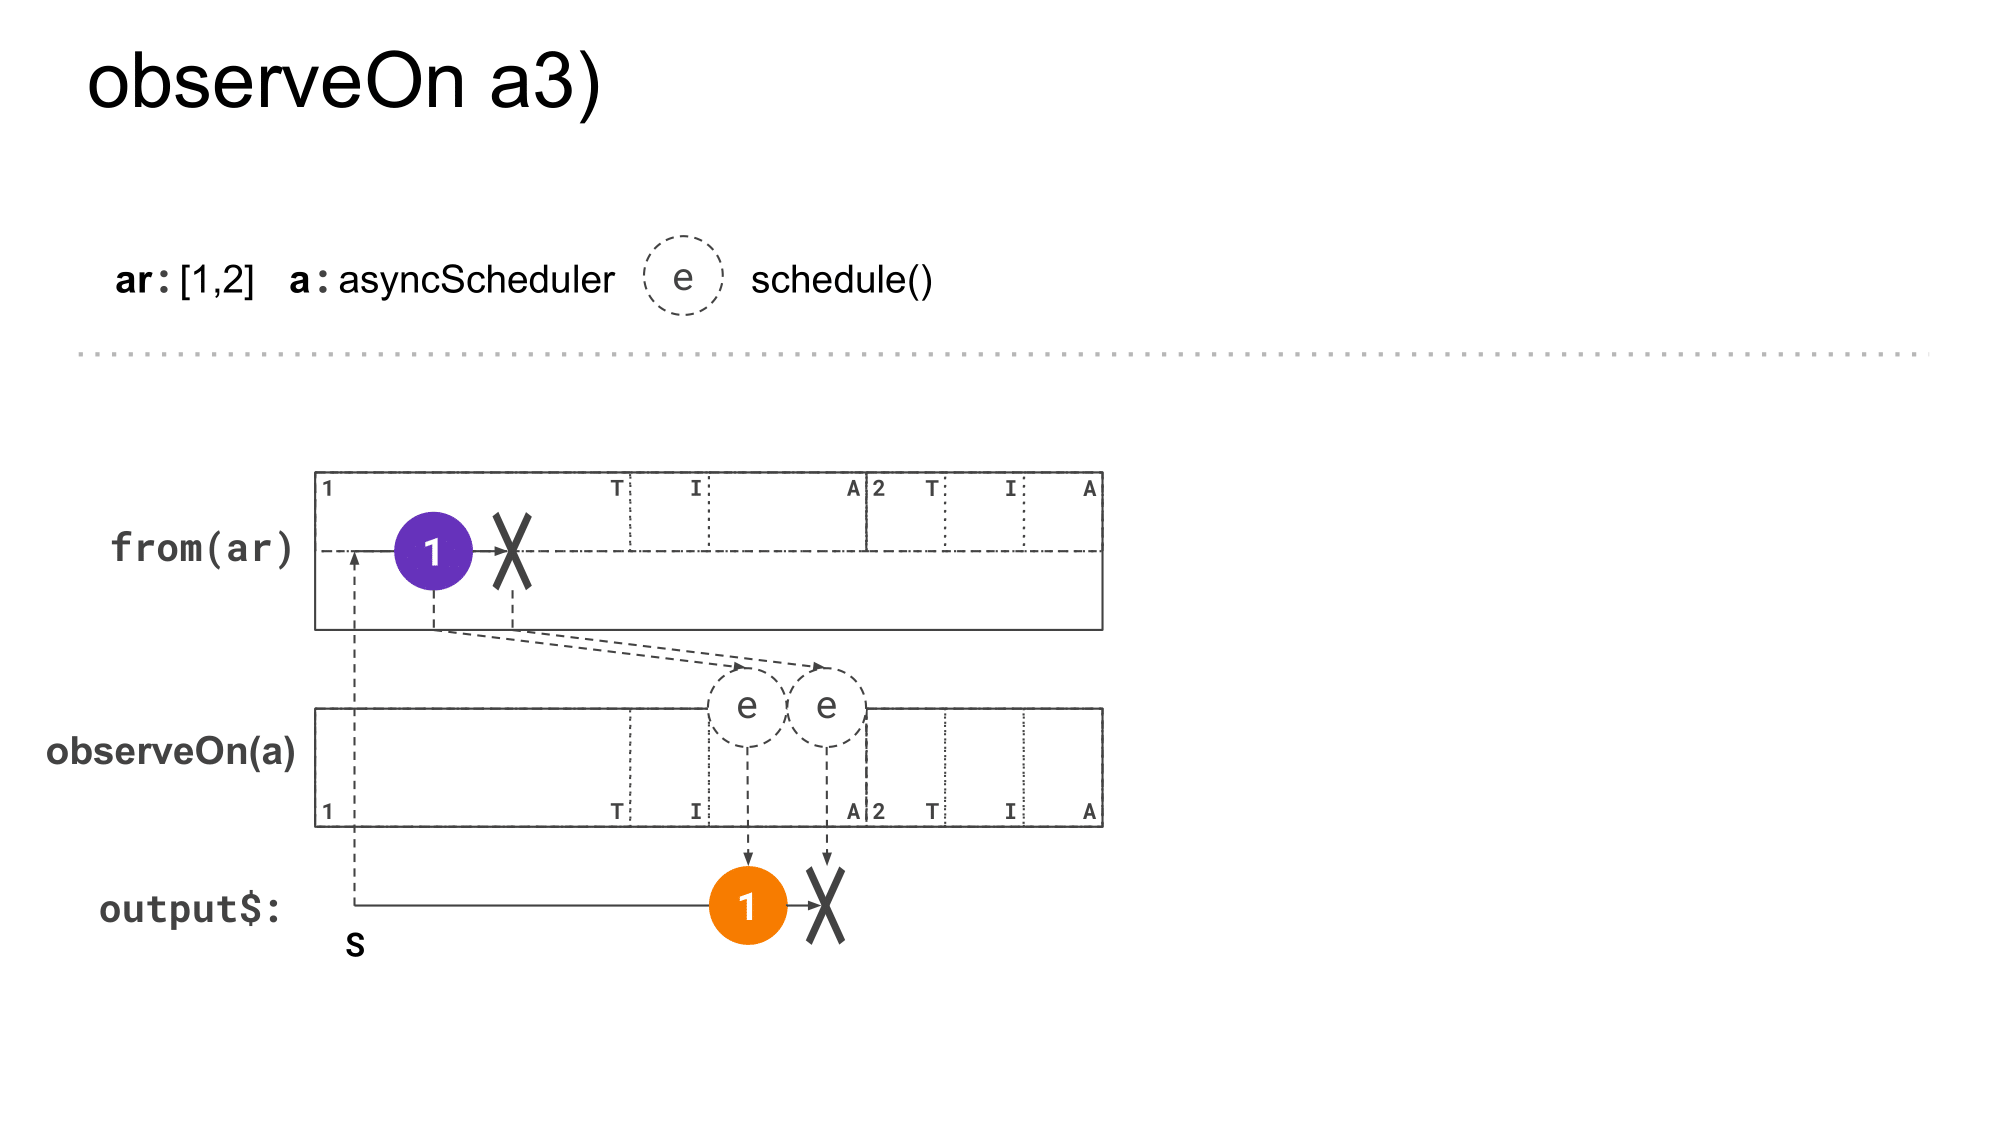 observeOn a3)
ar: [1,2] a: asyncScheduler e schedule()
1 T I A 2 T I A
from(ar)
1 X
e e
observeOn(a)
1 T I A 2 T I A
output$: 1 X
S